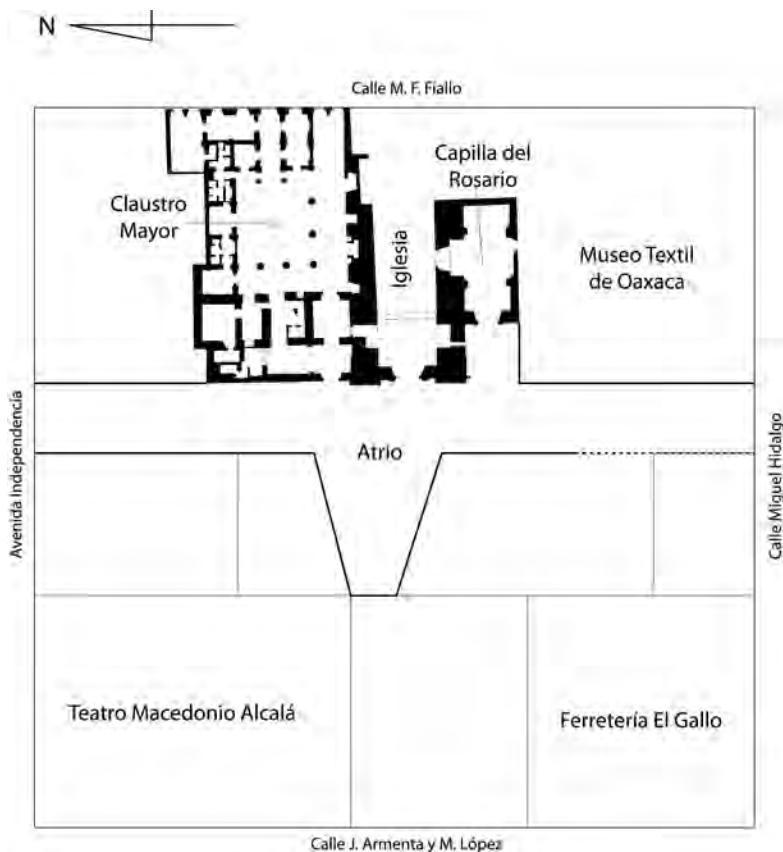 N
Calle M. F. Fiallo
Capilla del
Rosario
Claustro
Mayor
Iglesia
Museo Textil
de Oaxaca
Avenida Independencia
Atrio
Calle Miguel Hidalgo
Teatro Macedonio Alcalá
Ferretería El Gallo
Calle J. Armenta y M. López